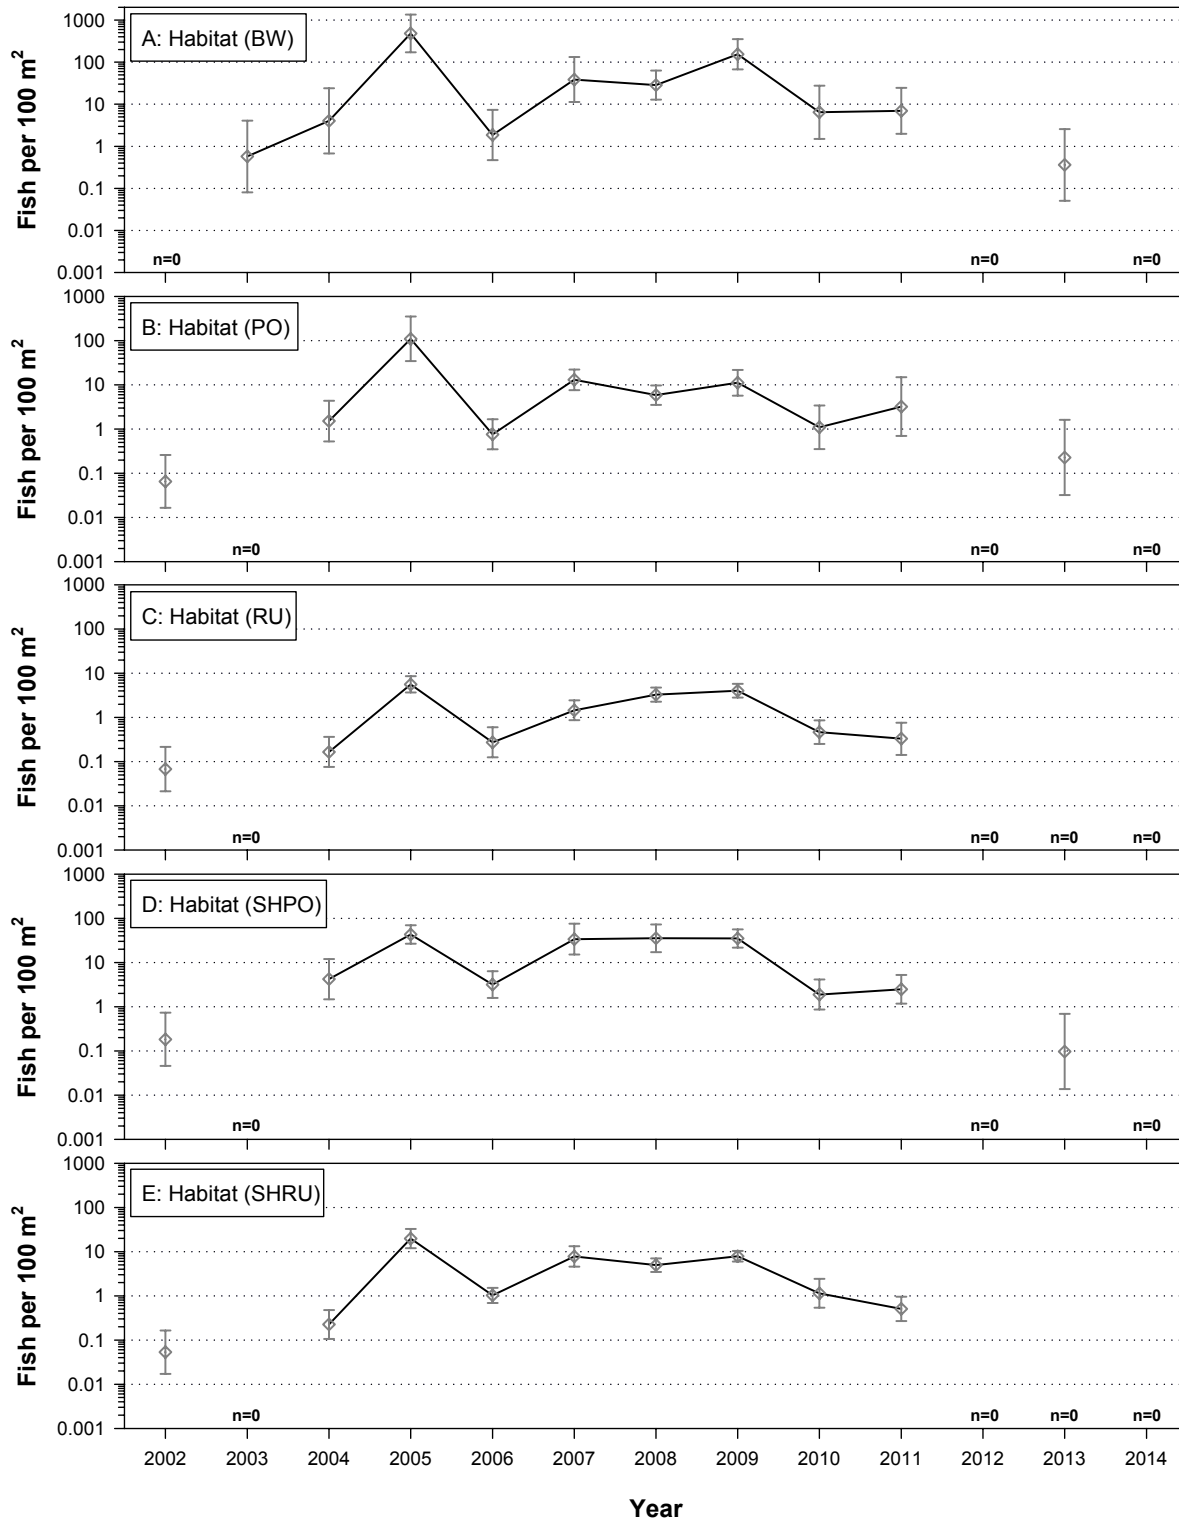 A: Habitat (BW)
Fish per 100 m²
1000
100
10
1
0.1
0.01
0.001
n=0 n=0 n=0
B: Habitat (PO)
Fish per 100 m²
1000
100
10
1
0.1
0.01
0.001
n=0 n=0 n=0
C: Habitat (RU)
Fish per 100 m²
1000
100
10
1
0.1
0.01
0.001
n=0 n=0 n=0 n=0
D: Habitat (SHPO)
Fish per 100 m²
1000
100
10
1
0.1
0.01
0.001
n=0 n=0 n=0
E: Habitat (SHRU)
Fish per 100 m²
1000
100
10
1
0.1
0.01
0.001
n=0 n=0 n=0 n=0
2002 2003 2004 2005 2006 2007 2008 2009 2010 2011 2012 2013 2014
Year